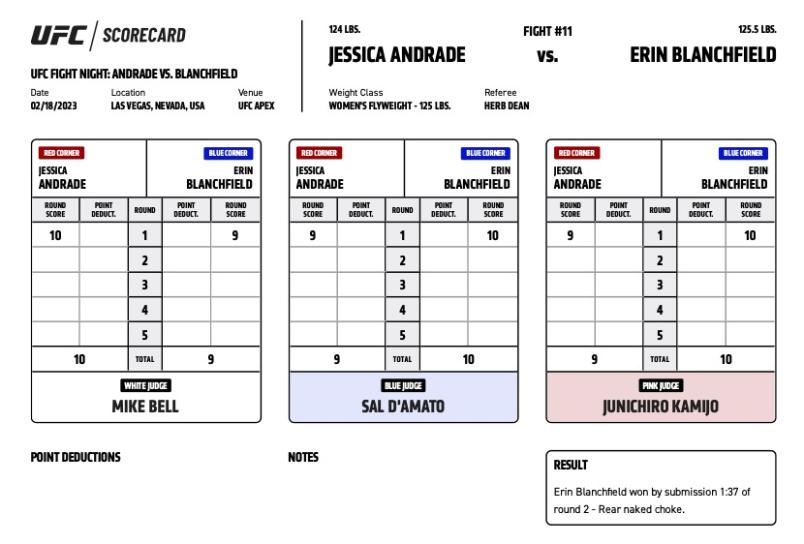 UFC / SCORECARD
UFC FIGHT NIGHT: ANDRADE VS. BLANCHFIELD
Date Location Venue
02/18/2023 LAS VEGAS, NEVADA, USA UFC APEX
124 LBS. FIGHT #11 125.5 LBS.
JESSICA ANDRADE VS. ERIN BLANCHFIELD
Weight Class Referee
WOMEN'S FLYWEIGHT - 125 LBS. HERB DEAN
RED CORNER BLUE CORNER
JESSICA ERIN
ANDRADE BLANCHFIELD
ROUND POINT ROUND POINT ROUND
SCORE DEDUCT. DEDUCT. SCORE
10 1 9
2
3
4
5
10 TOTAL 9
WHITE JUDGE
MIKE BELL
RED CORNER BLUE CORNER
JESSICA ERIN
ANDRADE BLANCHFIELD
ROUND POINT ROUND POINT ROUND
SCORE DEDUCT. DEDUCT. SCORE
9 1 10
2
3
4
5
9 TOTAL 10
BLUE JUDGE
SAL D'AMATO
RED CORNER BLUE CORNER
JESSICA ERIN
ANDRADE BLANCHFIELD
ROUND POINT ROUND POINT ROUND
SCORE DEDUCT. DEDUCT. SCORE
9 1 10
2
3
4
5
9 TOTAL 10
PINK JUDGE
JUNICHIRO KAMIJO
POINT DEDUCTIONS
NOTES
RESULT
Erin Blanchfield won by submission 1:37 of
round 2 - Rear naked choke.